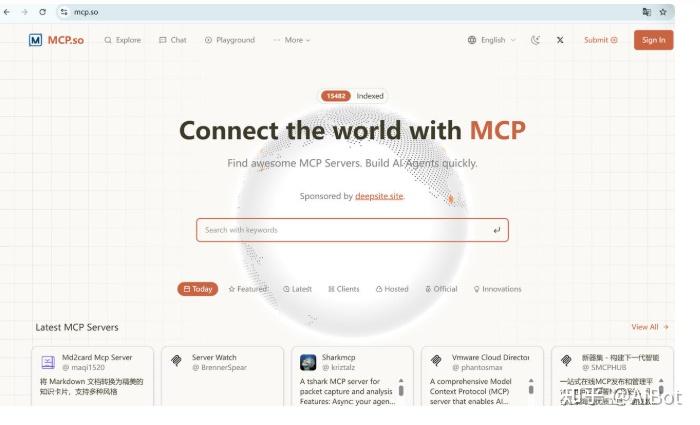 mcp.so
MCP.so Explore Chat Playground More English Submit Sign In
15482 Indexed
Connect the world with MCP
Find awesome MCP Servers. Build AI Agents quickly.
Sponsored by deepsite.site.
Search with keywords
Today Featured Latest Clients Hosted Official Innovations
Latest MCP Servers View All
Md2card Mcp Server
@ maqi1520
将 Markdown 文档转换为精美的
知识卡片，支持多种风格
Server Watch
@ BrennerSpear
Sharkmcp
@ kriztalz
A tshark MCP server for
packet capture and analysis
Features: Async: your agen...
Vmware Cloud Director
@ phantosmax
A comprehensive Model
Context Protocol (MCP)
server that enables AI...
新器集 - 构建下一代智能
@ SMCPHUB
一站式在线MCP发布和管理平
知乎 @AIBot